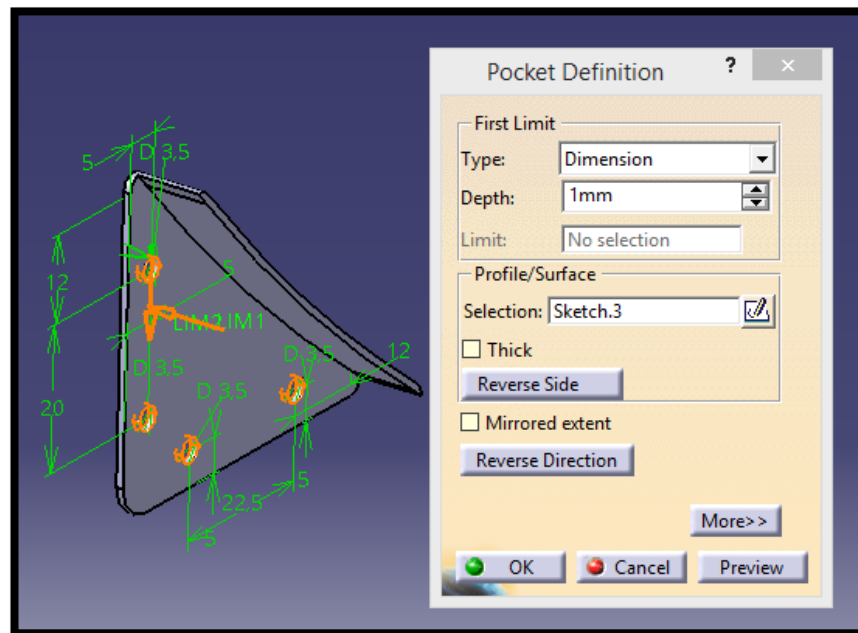 Pocket Definition ? ×
First Limit
Type: Dimension
Depth: 1mm
Limit: No selection
Profile/Surface
Selection: Sketch.3
Thick
Reverse Side
Mirrored extent
Reverse Direction
More>>
OK Cancel Preview
5 D 3,5
12
5
LIM2 LIM1
D 3,5 12
D 3,5 D 3,5
20
22,5 5
5